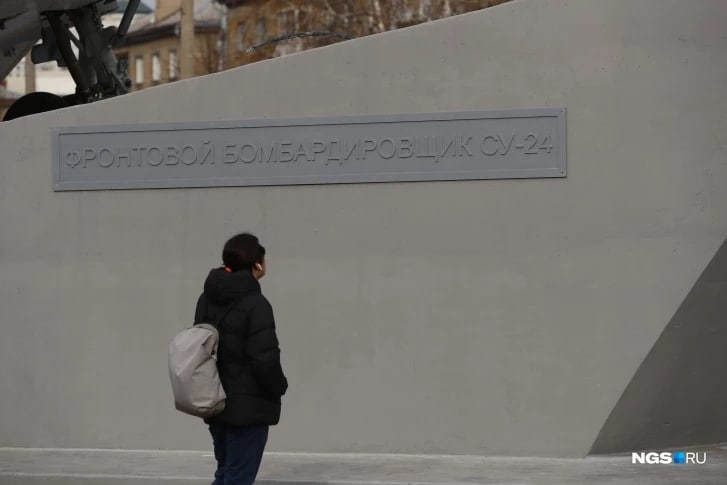 ФРОНТОВОЙ БОМБАРДИРОВЩИК СУ-24
NGS RU